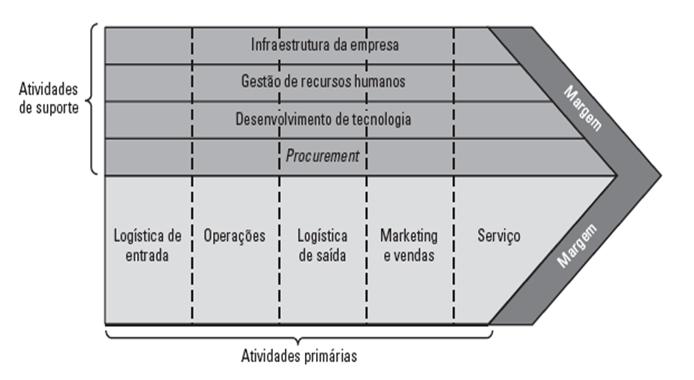 Atividades
de suporte
Infraestrutura da empresa
Gestão de recursos humanos
Desenvolvimento de tecnologia
Procurement
Margem
Logística de
entrada
Operações
Logística
de saída
Marketing
e vendas
Serviço
Margem
Atividades primárias